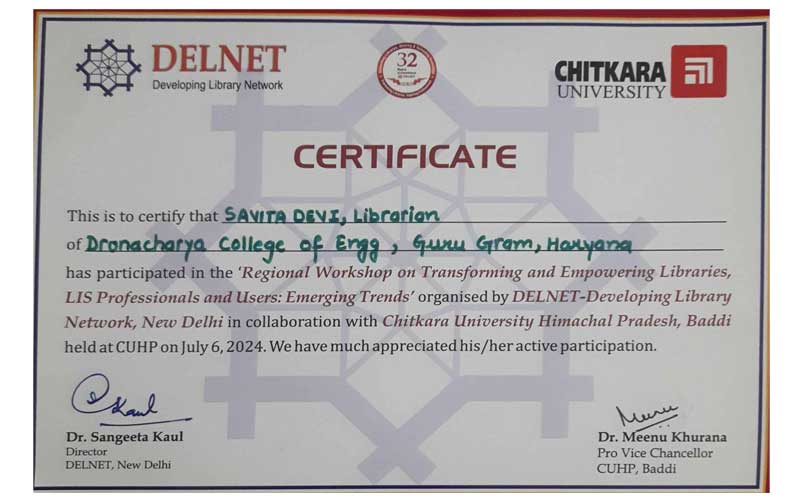 DELNET
Developing Library Network
32
CHITKARA
UNIVERSITY
CERTIFICATE
This is to certify that SAVITA DEVI, Librarian
of Dronacharya College of Engg, Guru Gram, Haryana
has participated in the 'Regional Workshop on Transforming and Empowering Libraries,
LIS Professionals and Users: Emerging Trends' organised by DELNET-Developing Library
Network, New Delhi in collaboration with Chitkara University Himachal Pradesh, Baddi
held at CUHP on July 6, 2024. We have much appreciated his/her active participation.
Kaul
Dr. Sangeeta Kaul
Director
DELNET, New Delhi
Dr. Meenu Khurana
Pro Vice Chancellor
CUHP, Baddi